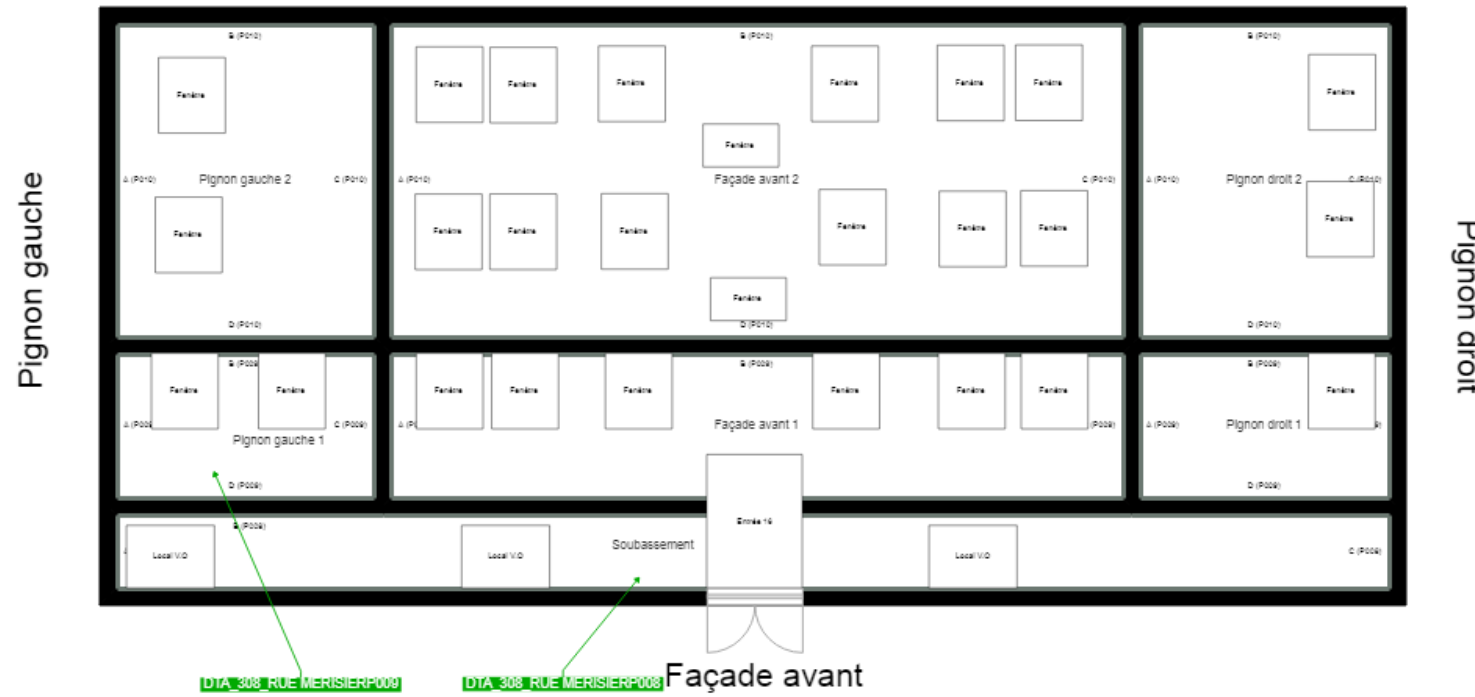 B (P010)
B (P010)
B (P010)
Fenêtre
Fenêtre
Fenêtre
Fenêtre
Fenêtre
Fenêtre
Fenêtre
Fenêtre
Fenêtre
A (P010)
Pignon gauche 2
C (P010)
A (P010)
Façade avant 2
C (P010)
A (P010)
Pignon droit 2
C (P010)
Fenêtre
Fenêtre
Fenêtre
Fenêtre
Fenêtre
Fenêtre
Fenêtre
Fenêtre
Fenêtre
D (P010)
D (P010)
D (P010)
Pignon gauche
Pignon droit
B (P009
B (P009)
B (P009)
Fenêtre
Fenêtre
Fenêtre
Fenêtre
Fenêtre
Fenêtre
Fenêtre
Fenêtre
Fenêtre
A (P009
Pignon gauche 1
C (P009)
Façade avant 1
(P009)
A (P009)
Pignon droit 1
D (P009)
D (P009)
B (P008)
Entrée 16
Local V.O
Local V.O
Soubassement
Local V.O
C (P008)
DTA_308_RUE MERISIERP009
DTA_308_RUE MERISIERP008
Façade avant